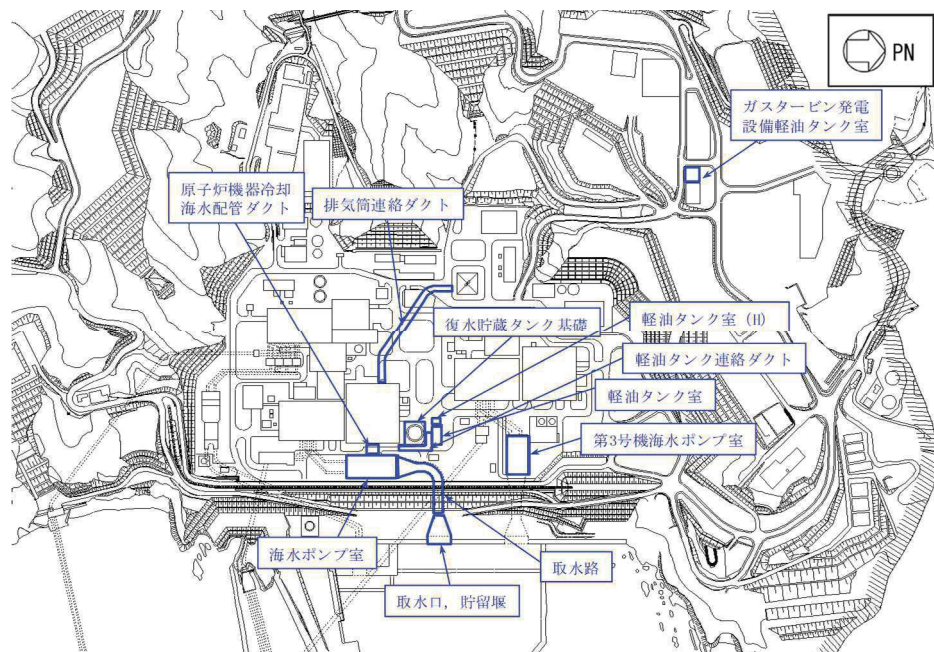 PN
ガスタービン発電
設備軽油タンク室
原子炉機器冷却
海水配管ダクト
排気筒連絡ダクト
復水貯蔵タンク基礎
軽油タンク室（H）
軽油タンク連絡ダクト
軽油タンク室
第3号機海水ポンプ室
海水ポンプ室
取水路
取水口，貯留堰